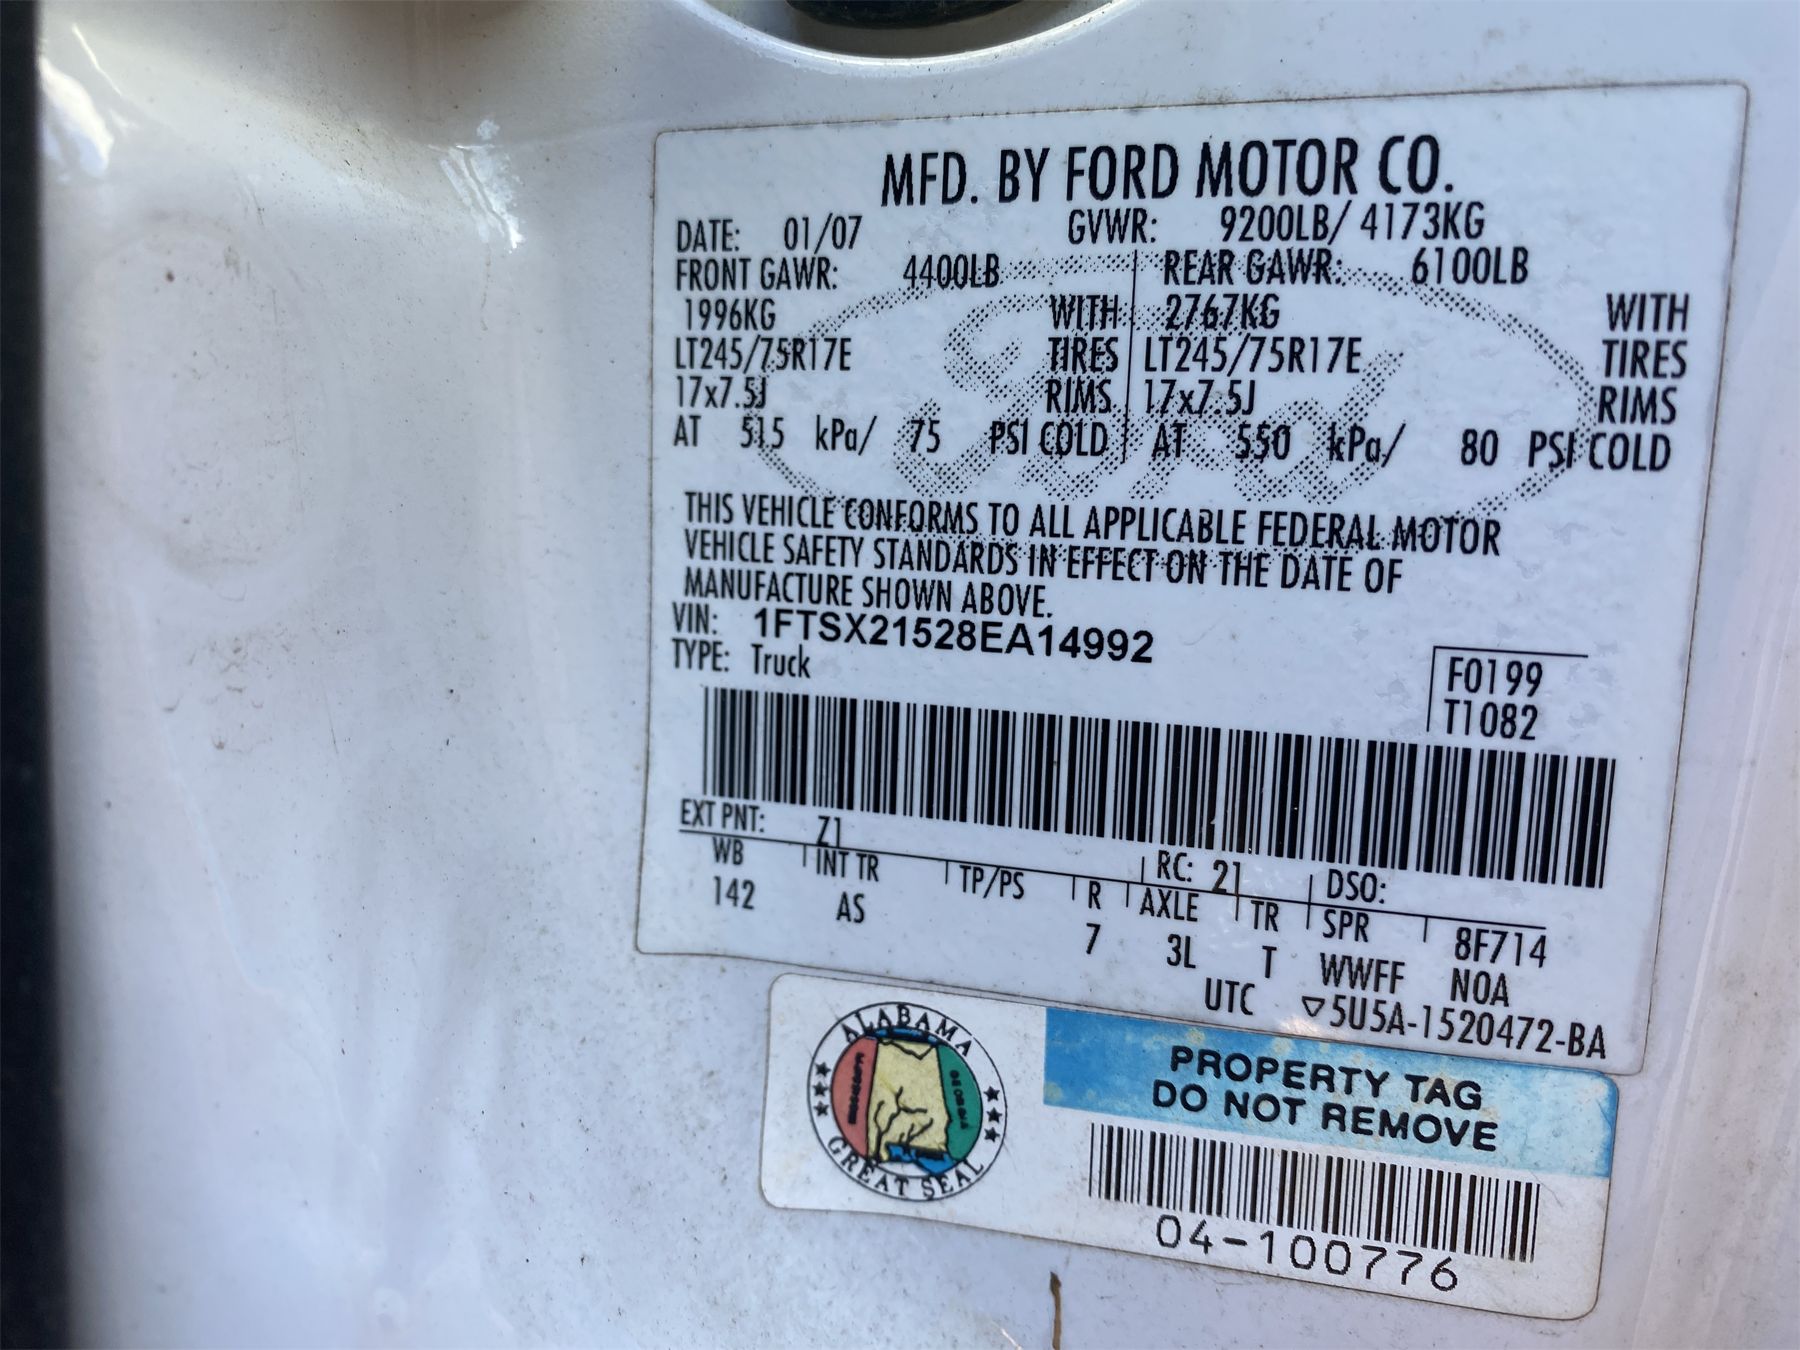 MFD. BY FORD MOTOR CO.
DATE: 01/07 GVWR: 9200LB/ 4173KG
FRONT GAWR: 4400LB REAR GAWR: 6100LB
1996KG WITH 2767KG WITH
LT245/75R17E TIRES LT245/75R17E TIRES
17x7.5J RIMS 17x7.5J RIMS
AT 515 kPa/ 75 PSI COLD AT 550 kPa/ 80 PSI COLD
Ford
THIS VEHICLE CONFORMS TO ALL APPLICABLE FEDERAL MOTOR
VEHICLE SAFETY STANDARDS IN EFFECT ON THE DATE OF
MANUFACTURE SHOWN ABOVE.
VIN: 1FTSX21528EA14992
TYPE: Truck
F0199
T1082
EXT PNT: Z1 RC: 21 DSO:
WB INT TR TP/PS R AXLE TR SPR 8F714
142 AS 7 3L T WWFF NOA
UTC ▽5U5A-1520472-BA
ALABAMA
GREAT SEAL
PROPERTY TAG
DO NOT REMOVE
04-100776